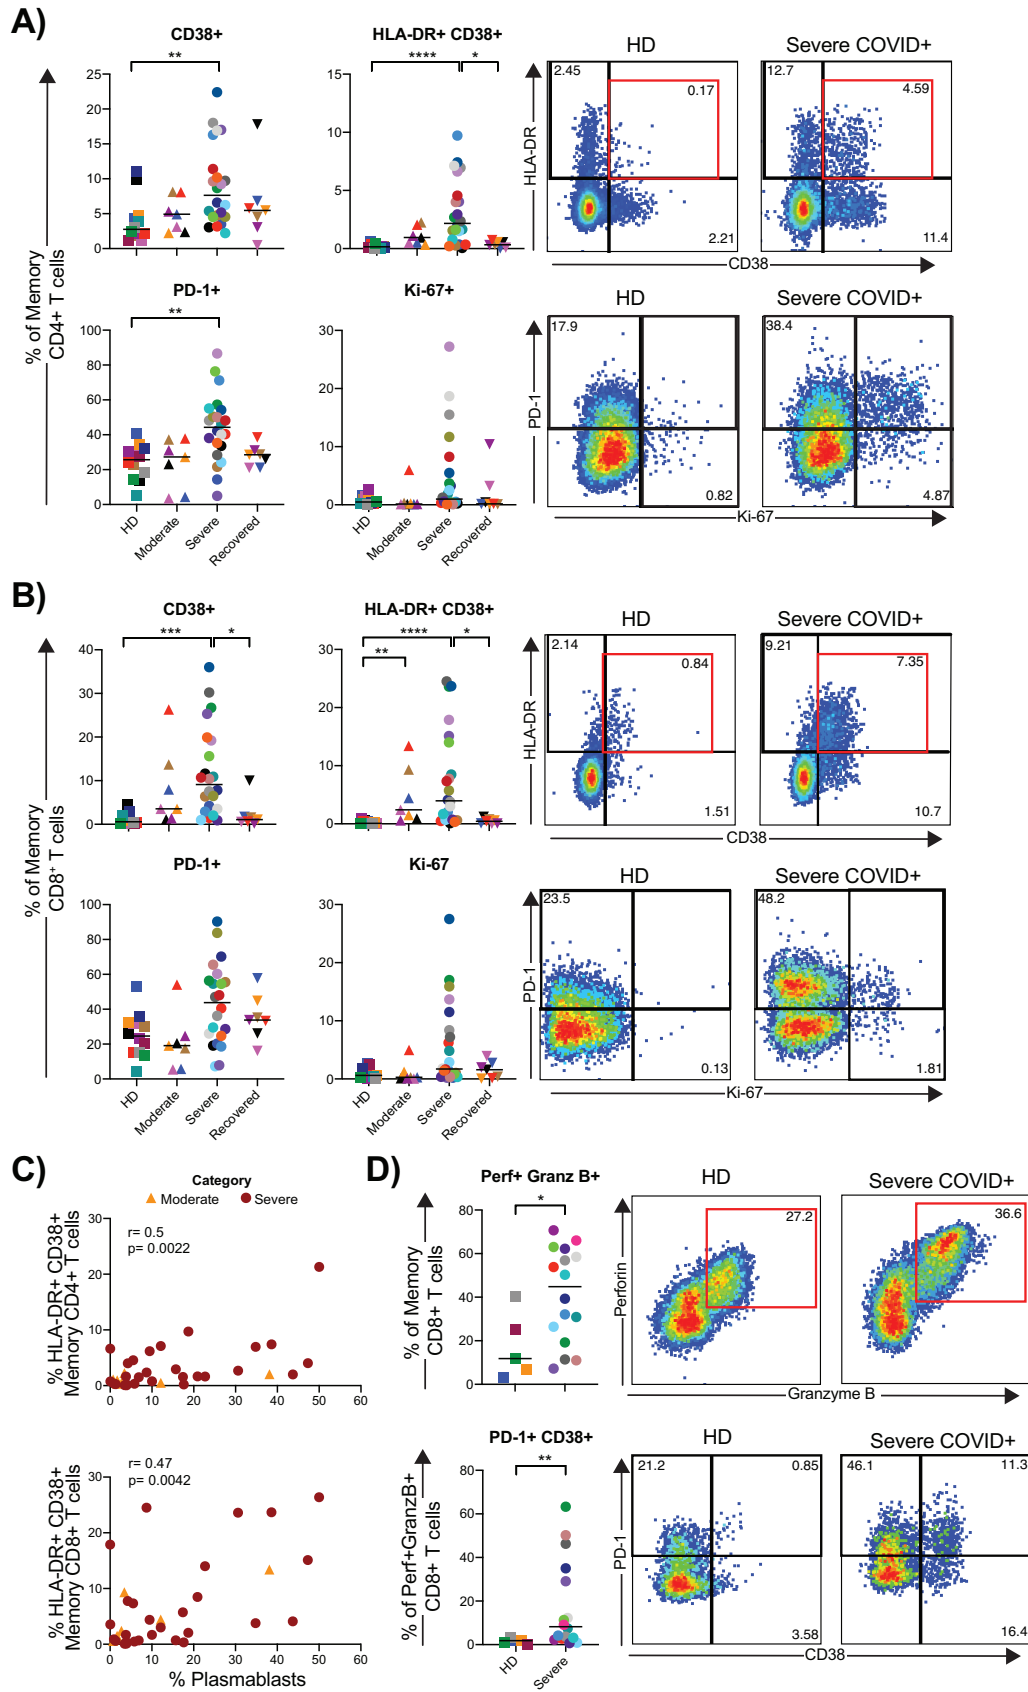 A)
CD38+
**
25
20
15
10
5
0
HLA-DR+ CD38+
****
*
15
10
5
0
HD
2.45
0.17
2.21
Severe COVID+
12.7
4.59
11.4
HLA-DR
CD38
% of Memory
CD4+ T cells
PD-1+
**
100
80
60
40
20
0
HD
Moderate
Severe
Recovered
Ki-67+
30
20
10
0
HD
Moderate
Severe
Recovered
HD
17.9
0.82
Severe COVID+
38.4
4.87
PD-1
Ki-67
B)
CD38+
***
*
40
30
20
10
0
HLA-DR+ CD38+
****
*
**
30
20
10
0
HD
2.14
0.84
1.51
Severe COVID+
9.21
7.35
10.7
HLA-DR
CD38
% of Memory
CD8+ T cells
PD-1+
100
80
60
40
20
0
HD
Moderate
Severe
Recovered
Ki-67
30
20
10
0
HD
Moderate
Severe
Recovered
HD
23.5
0.13
Severe COVID+
48.2
1.81
PD-1
Ki-67
C)
Category
Moderate
Severe
% HLA-DR+ CD38+
Memory CD4+ T cells
r= 0.5
p= 0.0022
30
20
10
0
0 10 20 30 40 50 60
% HLA-DR+ CD38+
Memory CD8+ T cells
r= 0.47
p= 0.0042
30
20
10
0
0 10 20 30 40 50 60
% Plasmablasts
D)
Perf+ Granz B+
*
% of Memory
CD8+ T cells
80
60
40
20
0
HD
27.2
Severe COVID+
36.6
Perforin
Granzyme B
PD-1+ CD38+
**
% of Perf+GranzB+
CD8+ T cells
80
60
40
20
0
HD
Severe
HD
21.2
0.85
3.58
Severe COVID+
46.1
11.3
16.4
PD-1
CD38